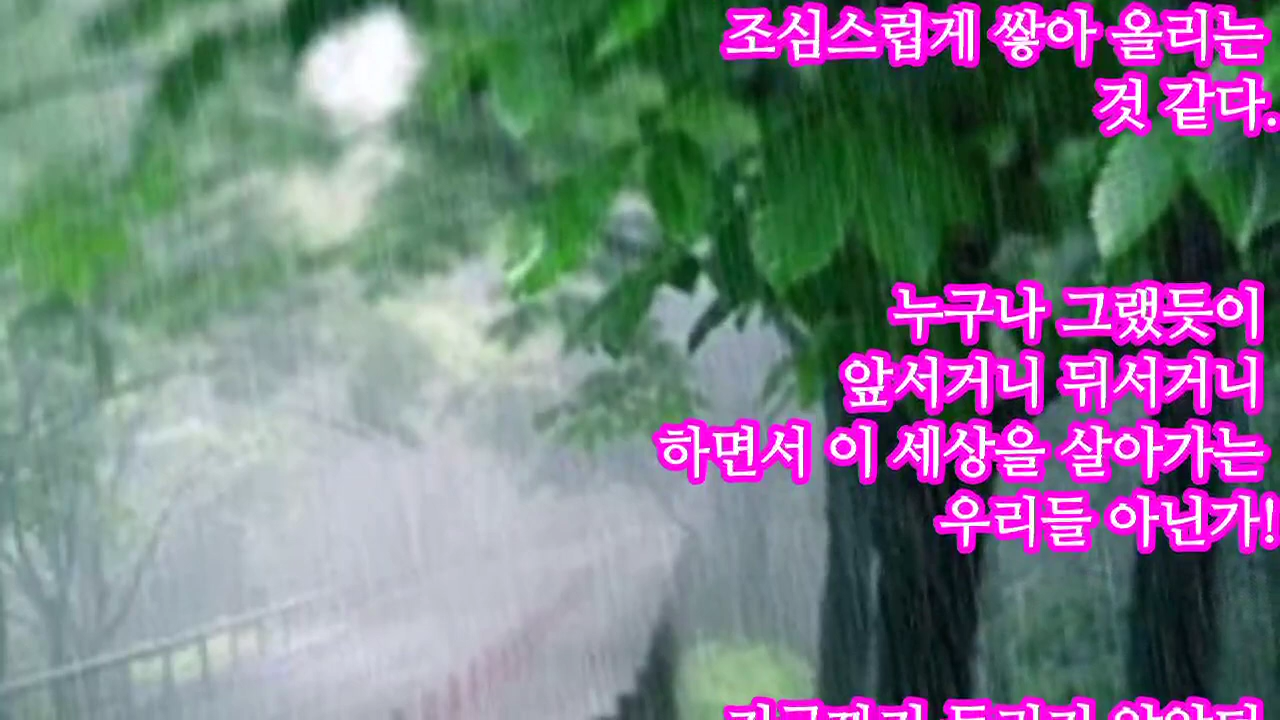 조심스럽게 쌓아 올리는
것 같다.
누구나 그랬듯이
앞서거니 뒤서거니
하면서 이 세상을 살아가는
우리들 아닌가!